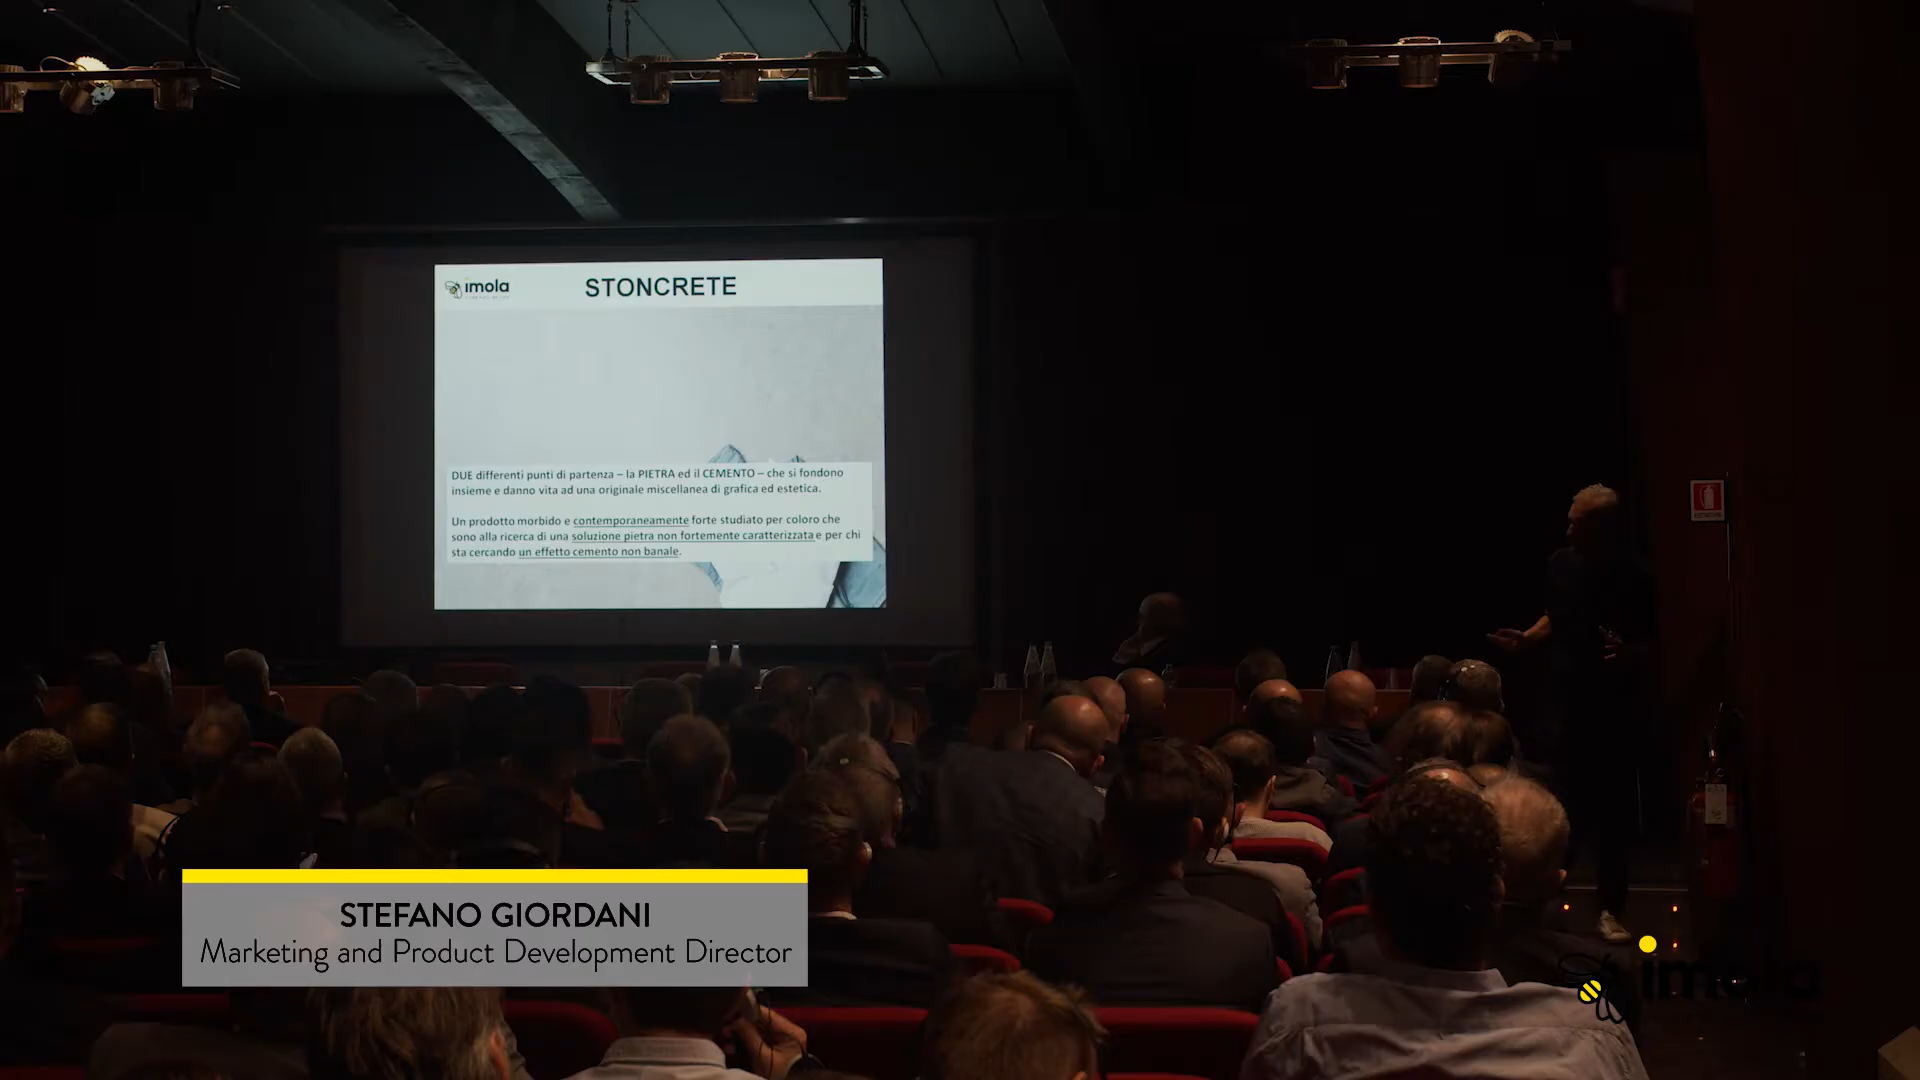 imola
STONCRETE
DUE differenti punti di partenza – la PIETRA ed il CEMENTO – che si fondono
insieme e danno vita ad una originale miscellanea di grafica ed estetica.
Un prodotto morbido e contemporaneamente forte studiato per coloro che
sono alla ricerca di una soluzione pietra non fortemente caratterizzata e per chi
sta cercando un effetto cemento non banale.
STEFANO GIORDANI
Marketing and Product Development Director
imola